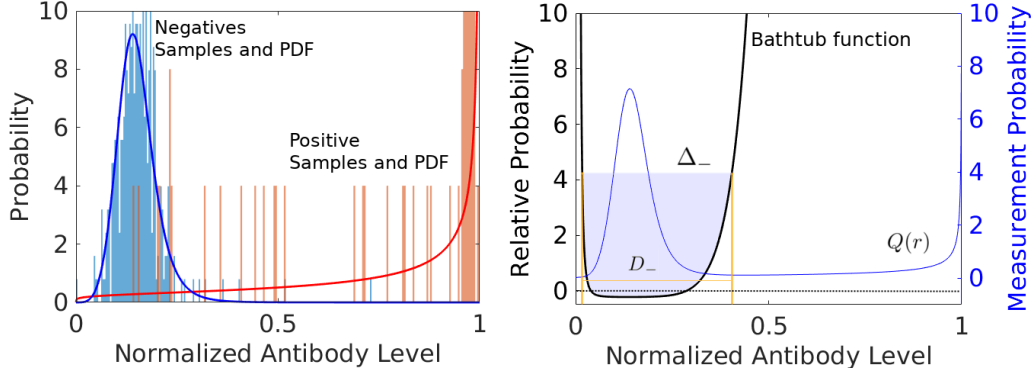 10
8
6
4
2
0
Probability
Negatives
Samples and PDF
Positive
Samples and PDF
0
0.5
1
Normalized Antibody Level
10
8
6
4
2
0
Relative Probability
Bathtub function
Δ₋
D₋
Q(r)
10
8
6
4
2
0
Measurement Probability
0
0.5
1
Normalized Antibody Level